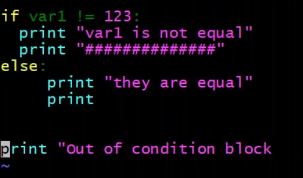 if var1 != 123:
print "var1 is not equal"
print "##############"
else:
print "they are equal"
print
print "Out of condition block
~